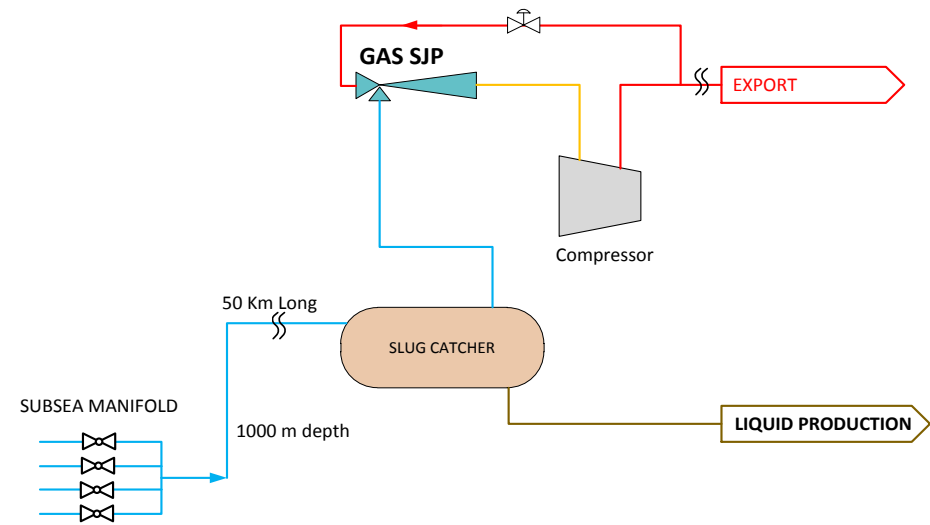 GAS SJP
EXPORT
Compressor
50 Km Long
SLUG CATCHER
SUBSEA MANIFOLD
1000 m depth
LIQUID PRODUCTION